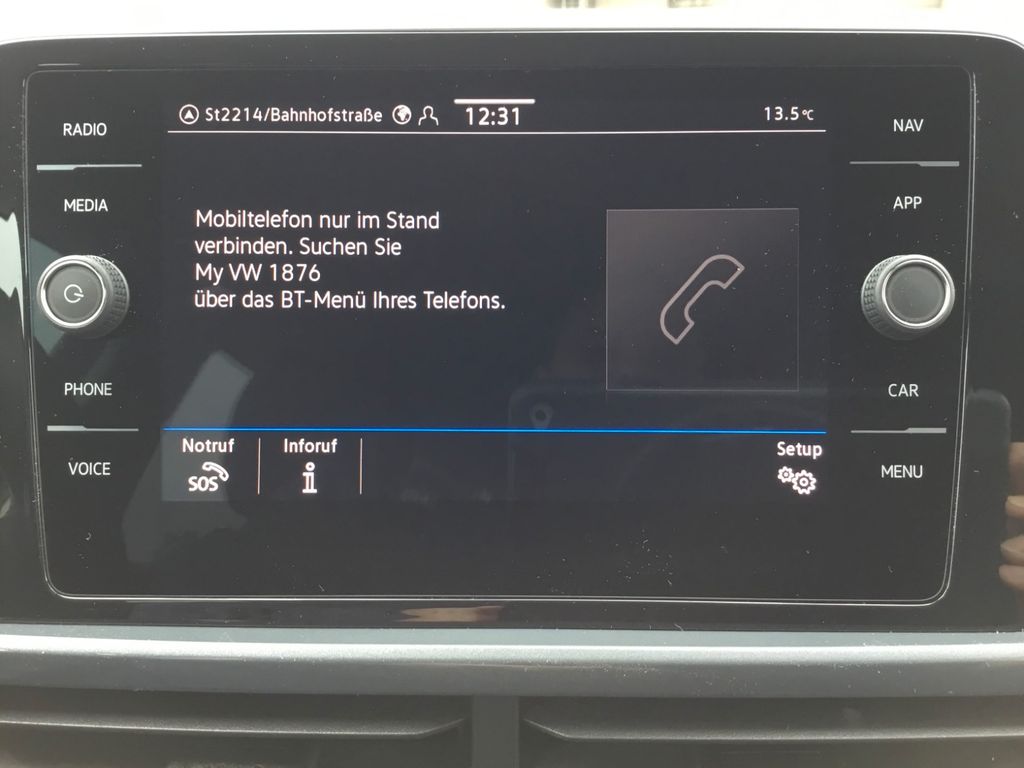 St2214/Bahnhofstraße 12:31 13.5°C
RADIO
NAV
MEDIA
APP
Mobiltelefon nur im Stand
verbinden. Suchen Sie
My VW 1876
über das BT-Menü Ihres Telefons.
PHONE
CAR
VOICE
MENU
Notruf
SOS
Inforuf
i
Setup